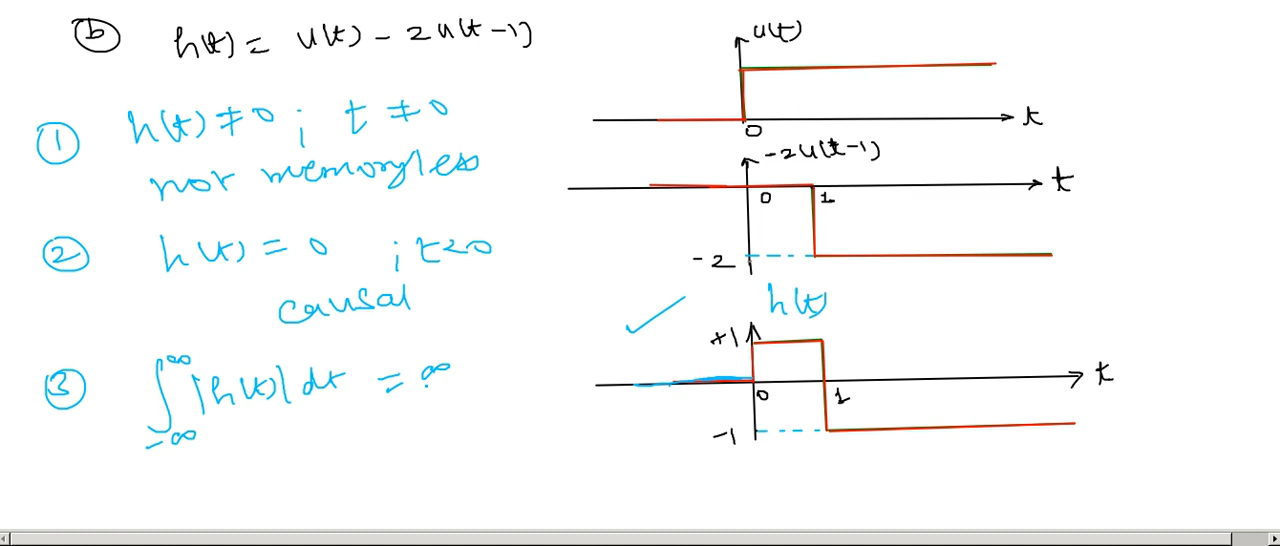 b h(t) = u(t) - 2u(t-1)
1 h(t) ≠ 0 ; t ≠ 0
not memoryless
2 h(t) = 0 ; t<0
causal
3 ∫_{-∞}^{∞} |h(t)| dt = ∞
u(t)
0
t
-2u(t-1)
0
1
t
-2
h(t)
+1
0
1
t
-1